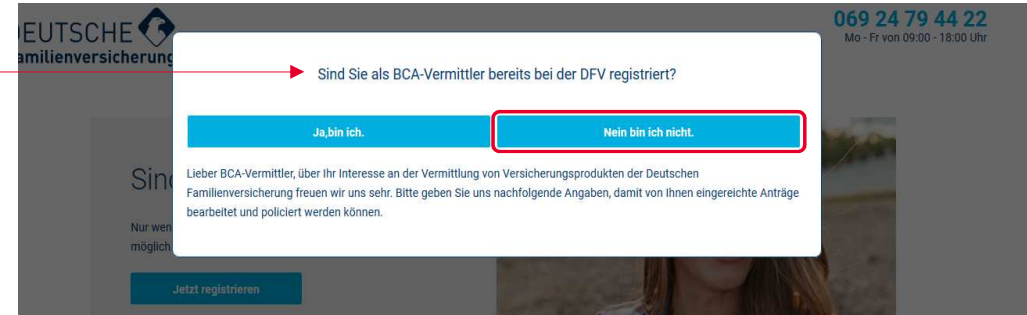 DEUTSCHE
Familienversicherung
069 24 79 44 22
Mo - Fr von 09:00 - 18:00 Uhr
Sind Sie als BCA-Vermittler bereits bei der DFV registriert?
Ja,bin ich.
Nein bin ich nicht.
Lieber BCA-Vermittler, über Ihr Interesse an der Vermittlung von Versicherungsprodukten der Deutschen
Familienversicherung freuen wir uns sehr. Bitte geben Sie uns nachfolgende Angaben, damit von Ihnen eingereichte Anträge
bearbeitet und policiert werden können.
Sind
Nur wen
möglich
Jetzt registrieren